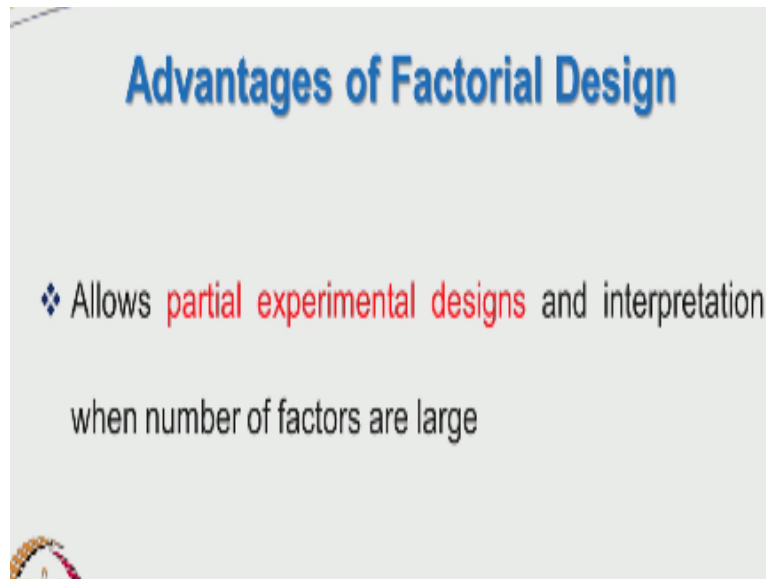 Advantages of Factorial Design
❖ Allows partial experimental designs and interpretation
when number of factors are large